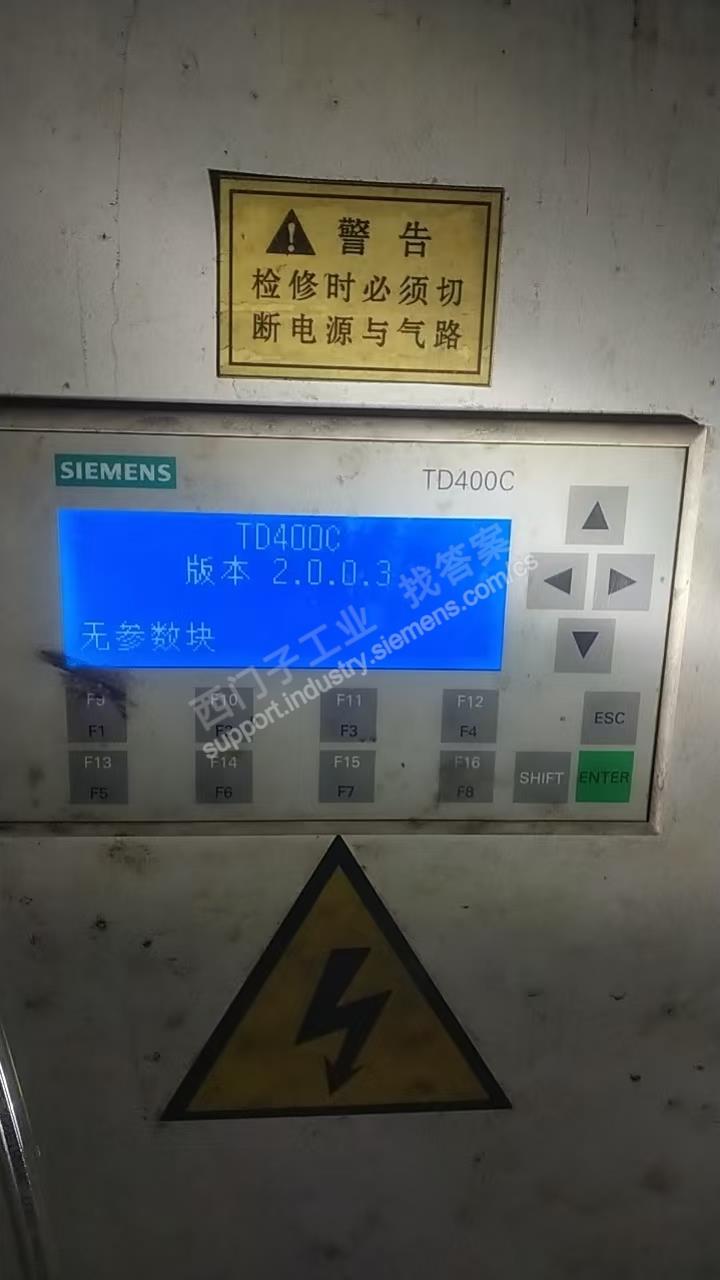 警告
检修时必须切
断电源与气路
SIEMENS
TD400C
TD400C
版本 2.0.0.3
无参数块
西门子工业 找答案
support.industry.siemens.com/cs
F9 F10 F11 F12
F1 F2 F3 F4
ESC
F13 F14 F15 F16
F5 F6 F7 F8
SHIFT ENTER